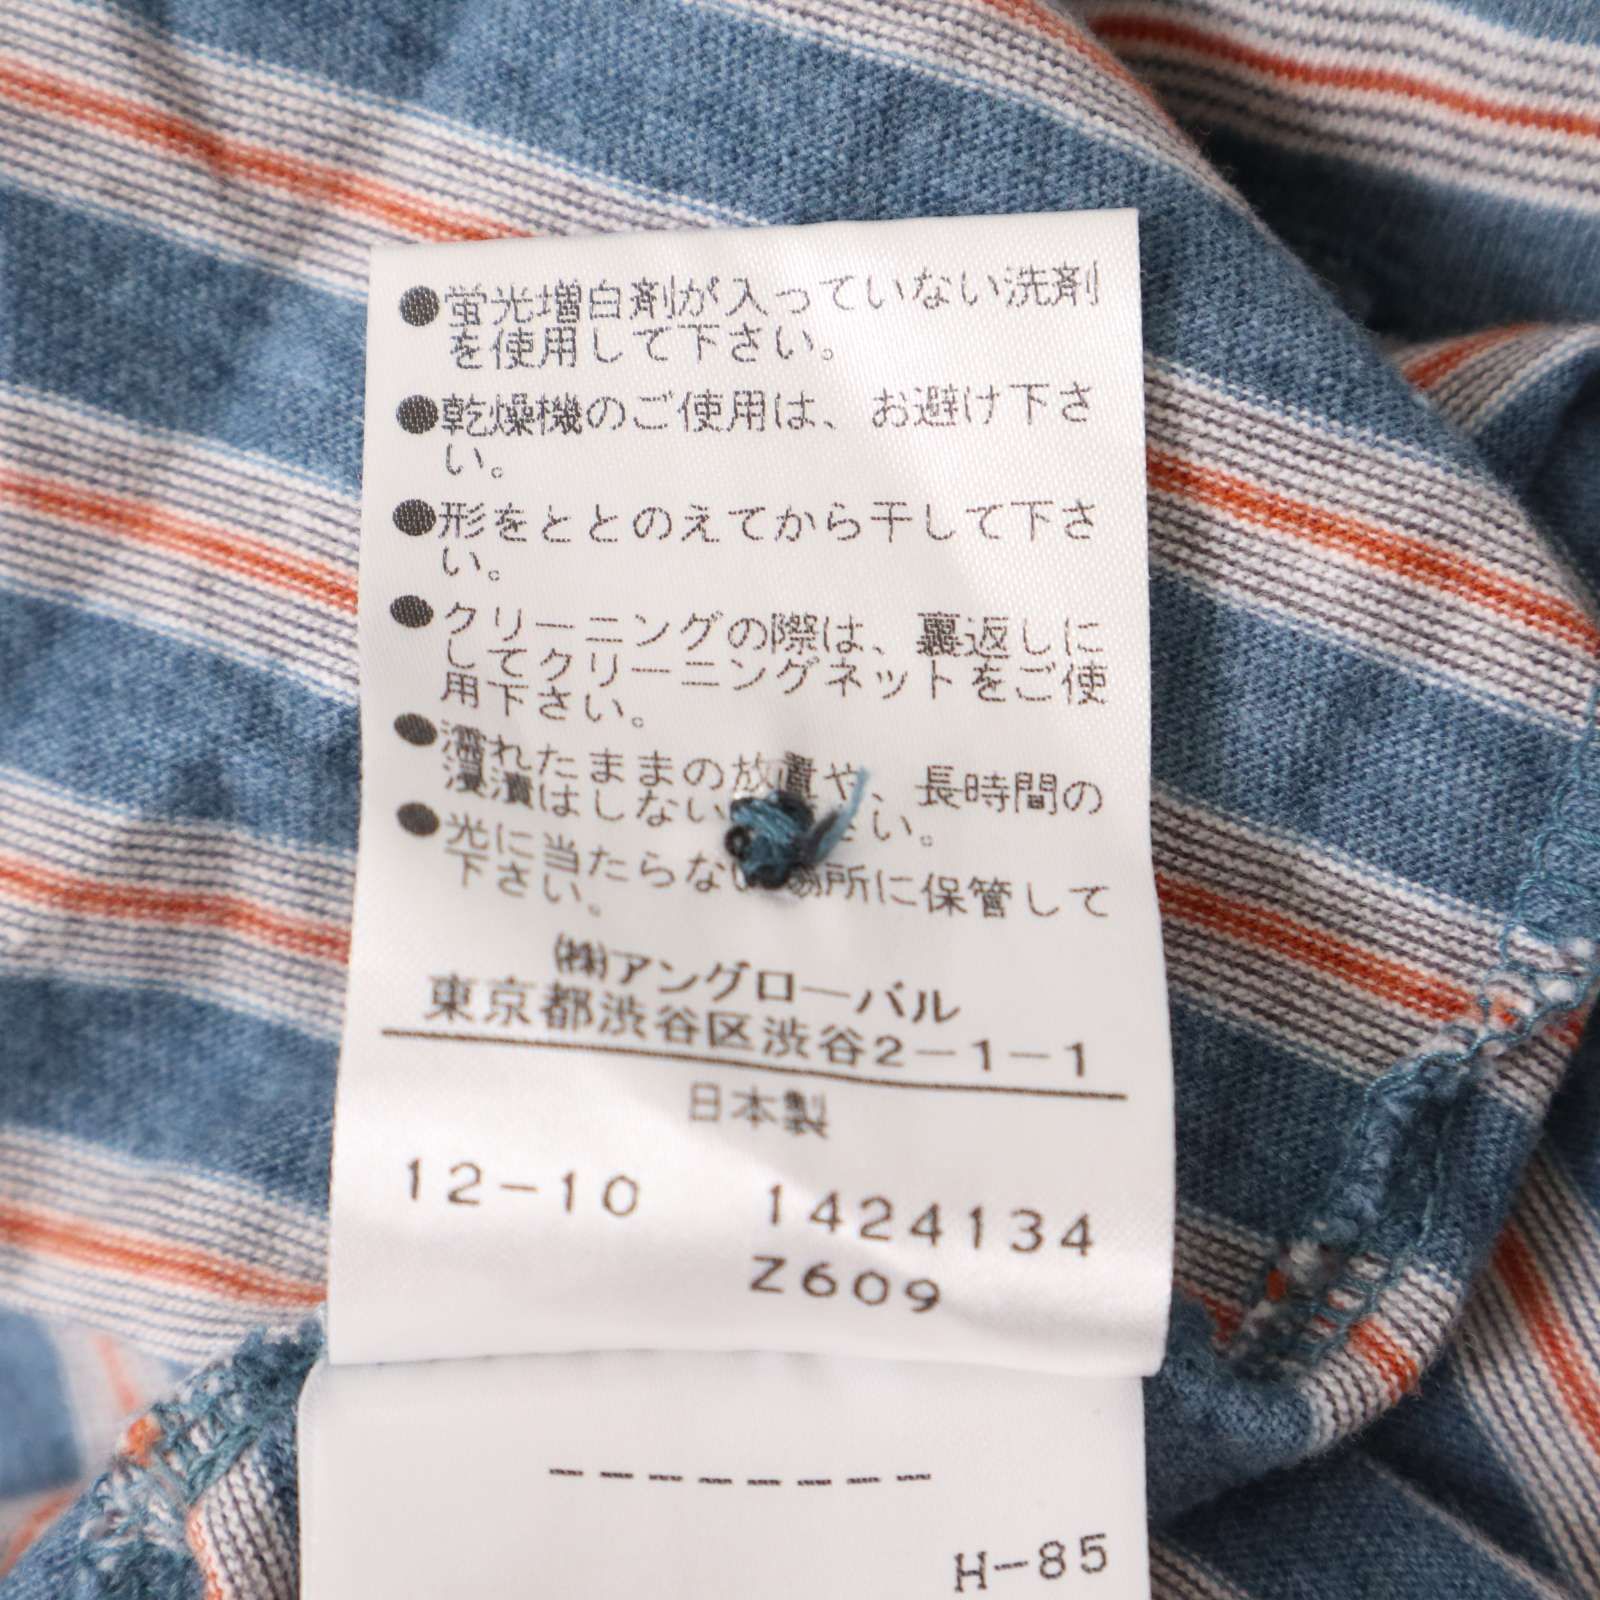 ●蛍光増白剤が入っていない洗剤
を使用して下さい。
●乾燥機のご使用は、お避け下さ
い。
●形をととのえてから干して下さ
い。
●クリーニングの際は、裏返しに
してクリーニングネットをご使
用下さい。
●濡れたままの放置や、長時間の
浸漬はしない さい。
●光に当たらない場所に保管して
下さい。
㈱アングローバル
東京都渋谷区渋谷2-1-1
日本製
12-10 1424134
Z609
--------
H-85